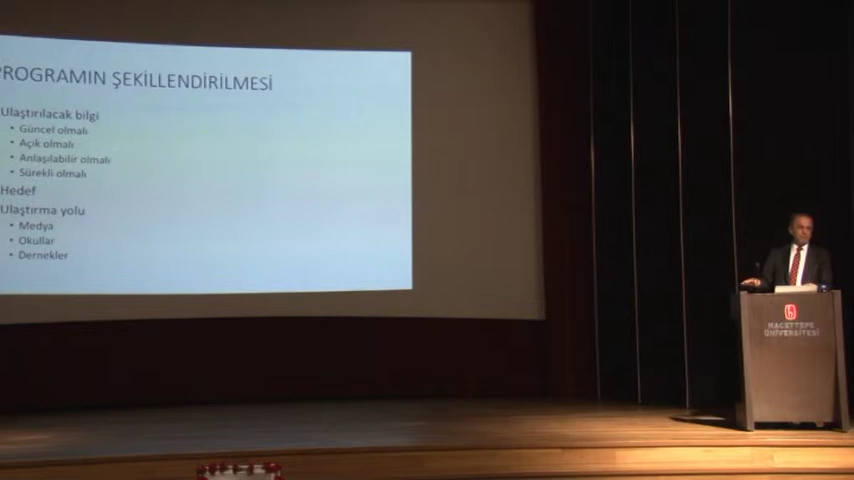 PROGRAMIN ŞEKİLLENDİRİLMESİ
Ulaştırılacak bilgi
• Güncel olmalı
• Açık olmalı
• Anlaşılabilir olmalı
• Sürekli olmalı
Hedef
Ulaştırma yolu
• Medya
• Okullar
• Dernekler
HACETTEPE
ÜNİVERSİTESİ